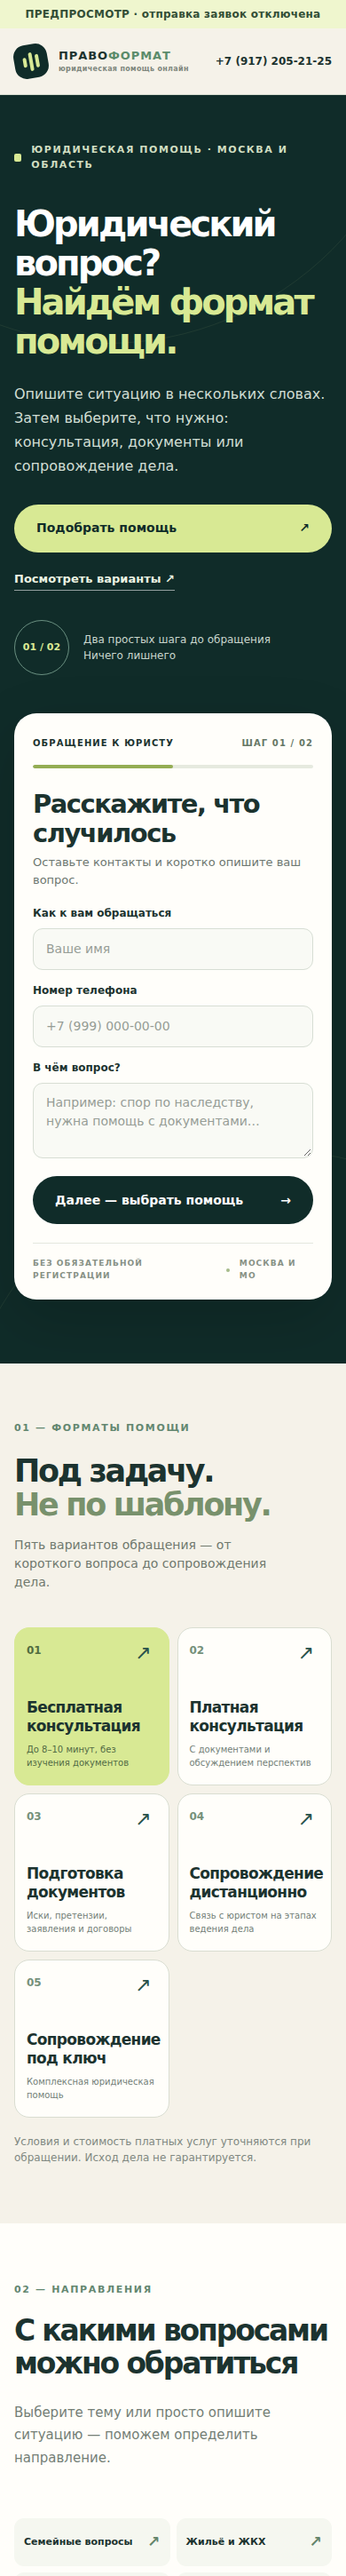 ПРЕДПРОСМОТР · отправка заявок отключена
ПРАВОФОРМАТ
юридическая помощь онлайн
+7 (917) 205-21-25
ЮРИДИЧЕСКАЯ ПОМОЩЬ · МОСКВА И
ОБЛАСТЬ
Юридический
вопрос?
Найдём формат
помощи.
Опишите ситуацию в нескольких словах.
Затем выберите, что нужно:
консультация, документы или
сопровождение дела.
Подобрать помощь ↗
Посмотреть варианты ↗
01 / 02
Два простых шага до обращения
Ничего лишнего
ОБРАЩЕНИЕ К ЮРИСТУ
ШАГ 01 / 02
Расскажите, что
случилось
Оставьте контакты и коротко опишите ваш
вопрос.
Как к вам обращаться
Ваше имя
Номер телефона
+7 (999) 000-00-00
В чём вопрос?
Например: спор по наследству,
нужна помощь с документами…
Далее — выбрать помощь →
БЕЗ ОБЯЗАТЕЛЬНОЙ
РЕГИСТРАЦИИ
МОСКВА И
МО
01 — ФОРМАТЫ ПОМОЩИ
Под задачу.
Не по шаблону.
Пять вариантов обращения — от
короткого вопроса до сопровождения
дела.
01 ↗
Бесплатная
консультация
До 8–10 минут, без
изучения документов
02 ↗
Платная
консультация
С документами и
обсуждением перспектив
03 ↗
Подготовка
документов
Иски, претензии,
заявления и договоры
04 ↗
Сопровождение
дистанционно
Связь с юристом на этапах
ведения дела
05 ↗
Сопровождение
под ключ
Комплексная юридическая
помощь
Условия и стоимость платных услуг уточняются при
обращении. Исход дела не гарантируется.
02 — НАПРАВЛЕНИЯ
С какими вопросами
можно обратиться
Выберите тему или просто опишите
ситуацию — поможем определить
направление.
Семейные вопросы ↗
Жильё и ЖКХ ↗